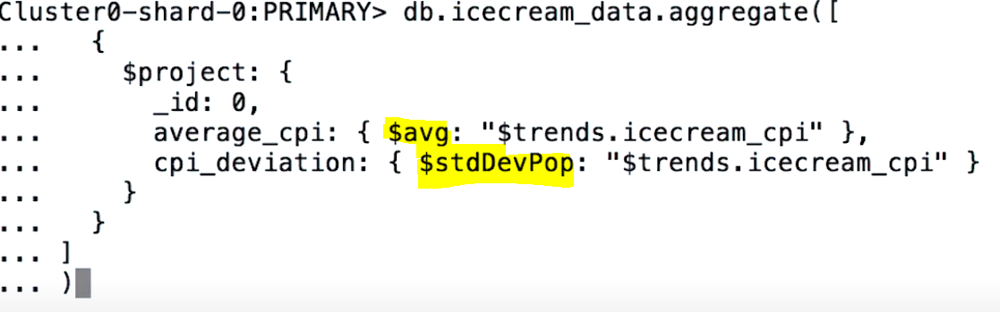 Cluster0-shard-0:PRIMARY> db.icecream_data.aggregate([
...   {
...     $project: {
...       _id: 0,
...       average_cpi: { $avg: "$trends.icecream_cpi" },
...       cpi_deviation: { $stdDevPop: "$trends.icecream_cpi" }
...     }
...   }
... ]
... )